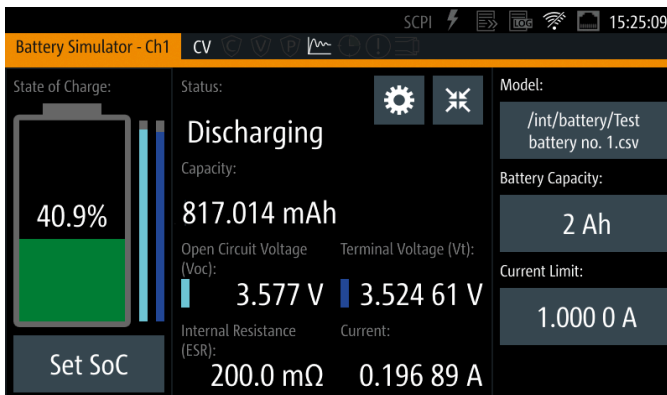 SCPI LOG 15:25:09
Battery Simulator - Ch1 CV C V P
State of Charge:
40.9%
Set SoC
Status:
Discharging
Capacity:
817.014 mAh
Open Circuit Voltage
(Voc):
3.577 V
Terminal Voltage (Vt):
3.524 61 V
Internal Resistance
(ESR):
200.0 mΩ
Current:
0.196 89 A
Model:
/int/battery/Test
battery no. 1.csv
Battery Capacity:
2 Ah
Current Limit:
1.000 0 A